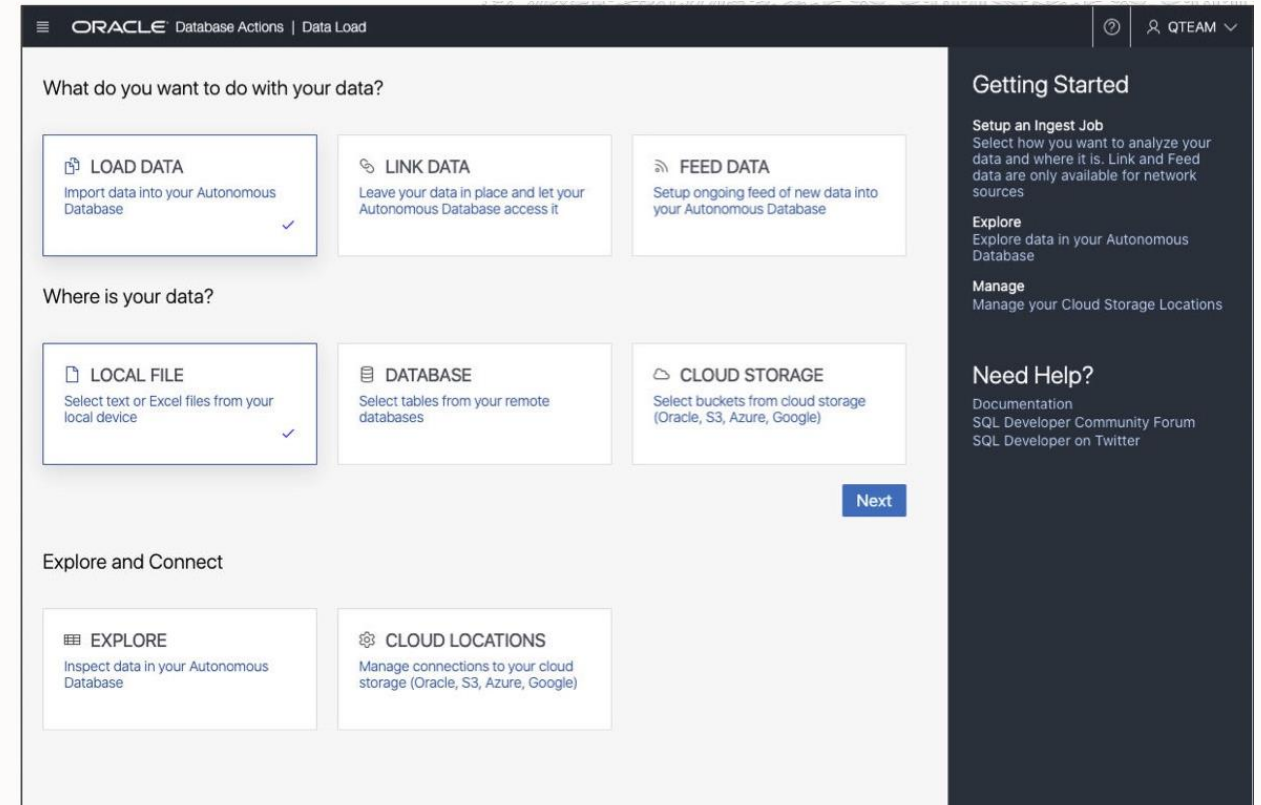 ORACLE Database Actions | Data Load
QTEAM
What do you want to do with your data?
LOAD DATA
Import data into your Autonomous
Database
LINK DATA
Leave your data in place and let your
Autonomous Database access it
FEED DATA
Setup ongoing feed of new data into
your Autonomous Database
Where is your data?
LOCAL FILE
Select text or Excel files from your
local device
DATABASE
Select tables from your remote
databases
CLOUD STORAGE
Select buckets from cloud storage
(Oracle, S3, Azure, Google)
Next
Explore and Connect
EXPLORE
Inspect data in your Autonomous
Database
CLOUD LOCATIONS
Manage connections to your cloud
storage (Oracle, S3, Azure, Google)
Getting Started
Setup an Ingest Job
Select how you want to analyze your
data and where it is. Link and Feed
data are only available for network
sources
Explore
Explore data in your Autonomous
Database
Manage
Manage your Cloud Storage Locations
Need Help?
Documentation
SQL Developer Community Forum
SQL Developer on Twitter